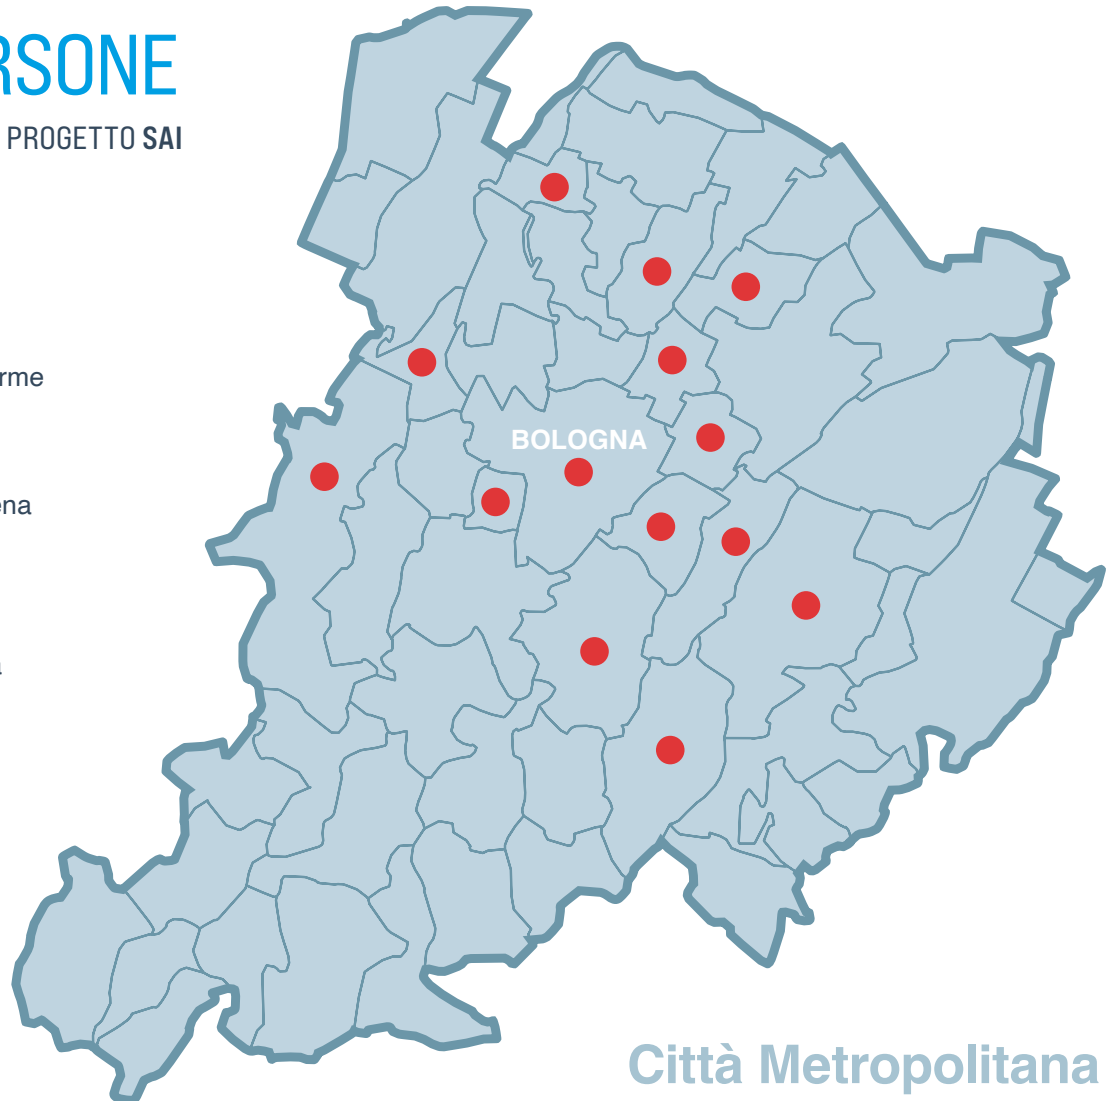 RSONE
PROGETTO SAI
rme
ena
BOLOGNA
Città Metropolitana